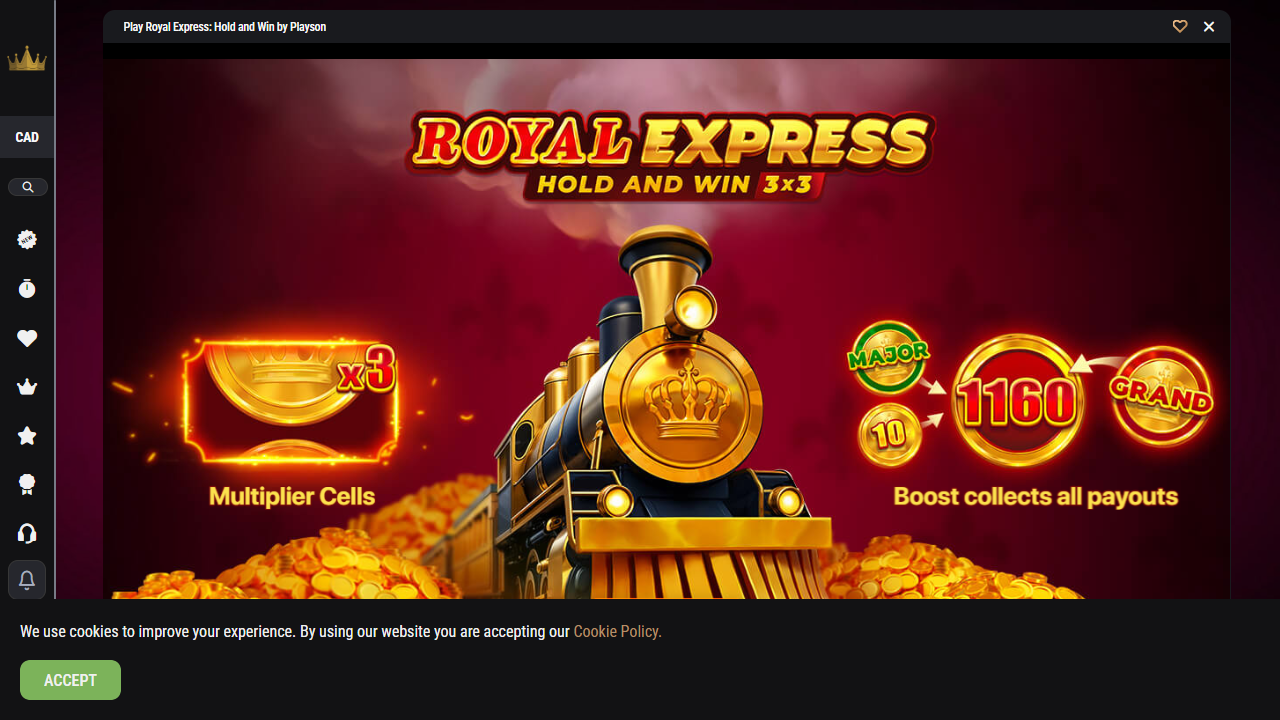 Play Royal Express: Hold and Win by Playson
CAD
NEW
ROYAL EXPRESS
HOLD AND WIN 3x3
x3
MAJOR
1160
GRAND
10
Multiplier Cells
Boost collects all payouts
We use cookies to improve your experience. By using our website you are accepting our Cookie Policy.
ACCEPT